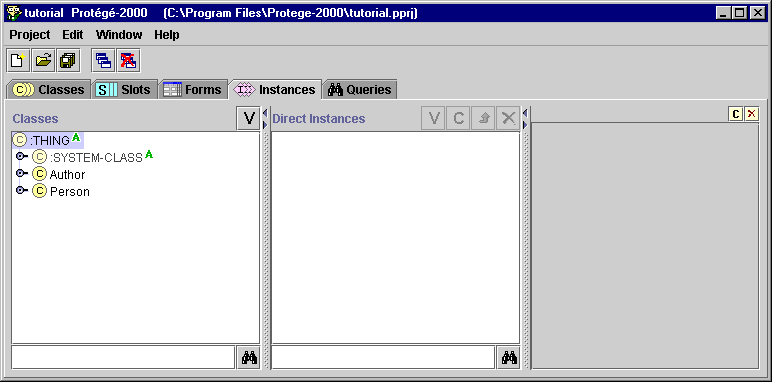 tutorial Protégé-2000 (C:\Program Files\Protege-2000\tutorial.pprj)
Project Edit Window Help
C Classes S Slots Forms I Instances Queries
Classes V Direct Instances V C C
C :THING A
C :SYSTEM-CLASS A
C Author
C Person